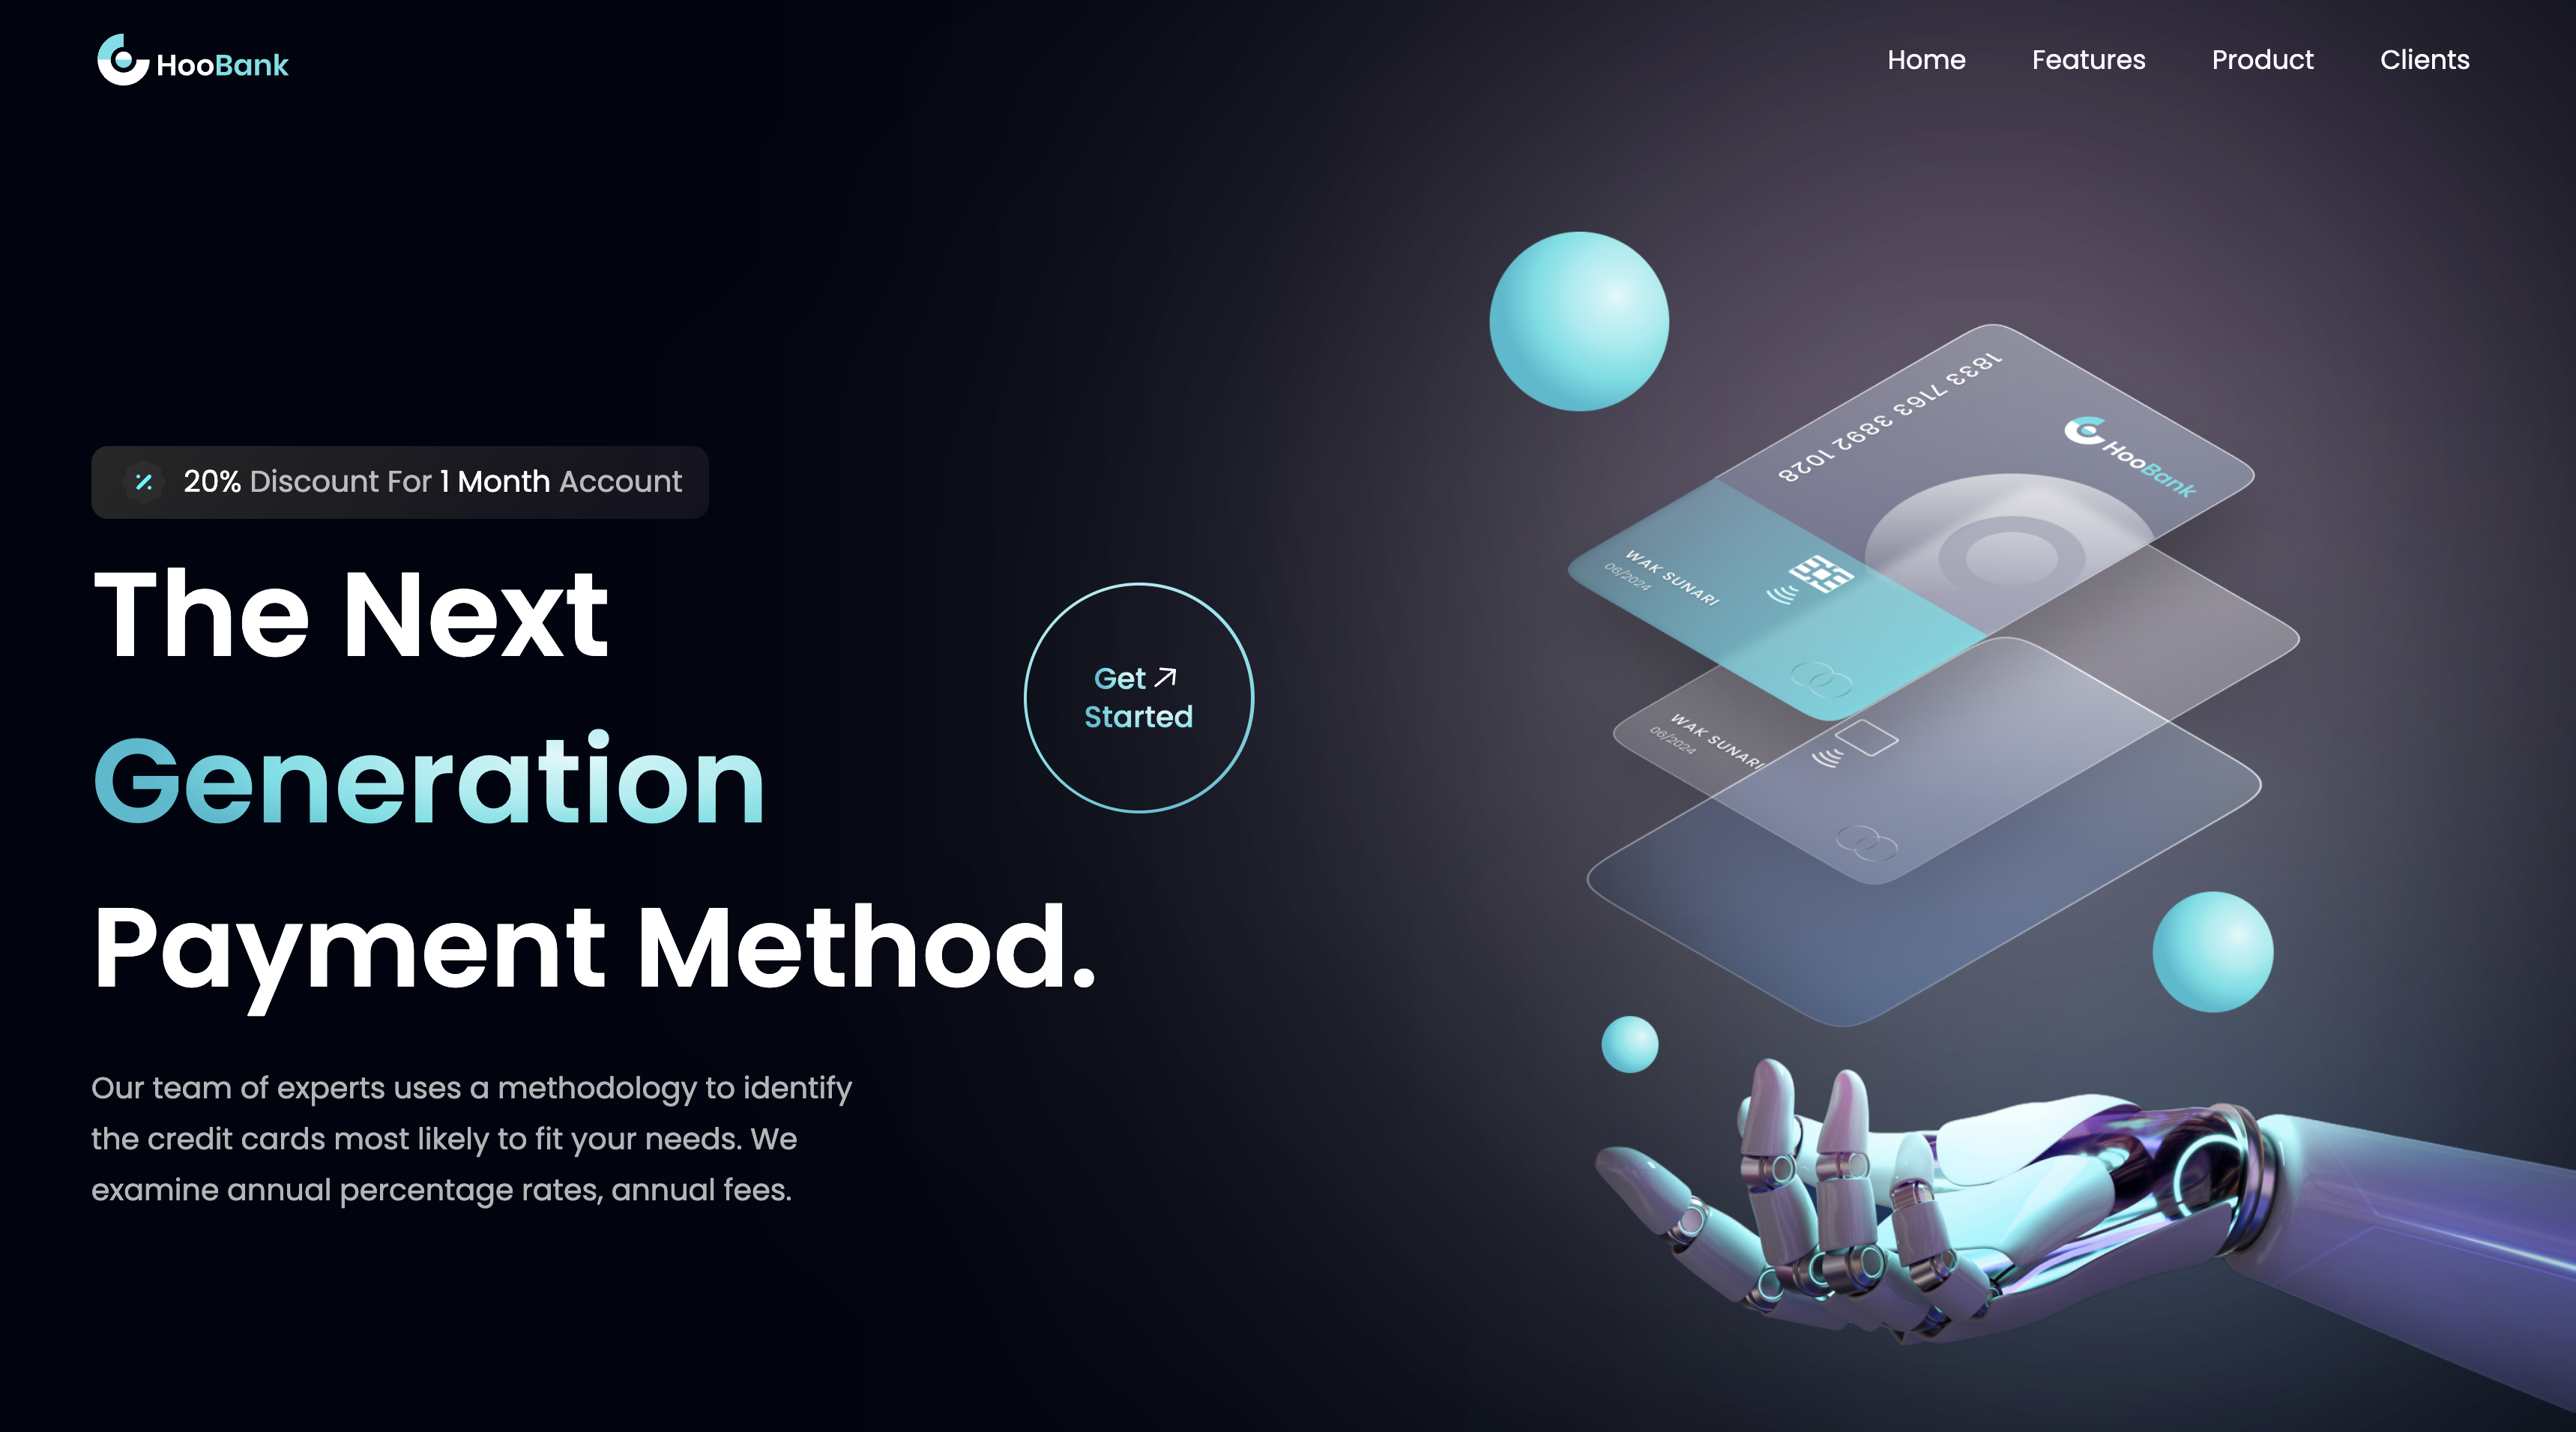 HooBank
Home
Features
Product
Clients
20% Discount For 1 Month Account
The Next
Generation
Payment Method.
Get
Started
Our team of experts uses a methodology to identify
the credit cards most likely to fit your needs. We
examine annual percentage rates, annual fees.
1833 7163 3892 1028
HooBank
WAK SUNARI
06/2024
WAK SUNARI
06/2024